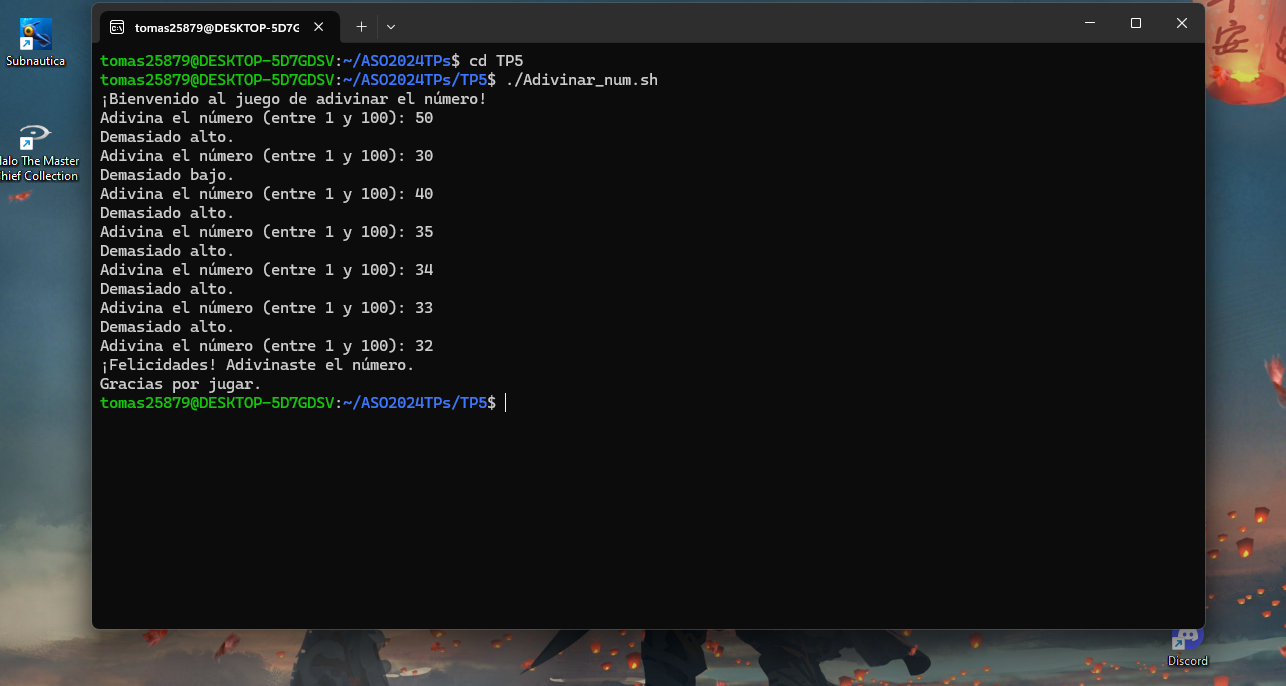 Subnautica
alo The Master
hief Collection
tomas25879@DESKTOP-5D7G
tomas25879@DESKTOP-5D7GDSV:~/ASO2024TPs$ cd TP5
tomas25879@DESKTOP-5D7GDSV:~/ASO2024TPs/TP5$ ./Adivinar_num.sh
¡Bienvenido al juego de adivinar el número!
Adivina el número (entre 1 y 100): 50
Demasiado alto.
Adivina el número (entre 1 y 100): 30
Demasiado bajo.
Adivina el número (entre 1 y 100): 40
Demasiado alto.
Adivina el número (entre 1 y 100): 35
Demasiado alto.
Adivina el número (entre 1 y 100): 34
Demasiado alto.
Adivina el número (entre 1 y 100): 33
Demasiado alto.
Adivina el número (entre 1 y 100): 32
¡Felicidades! Adivinaste el número.
Gracias por jugar.
tomas25879@DESKTOP-5D7GDSV:~/ASO2024TPs/TP5$
安
Discord